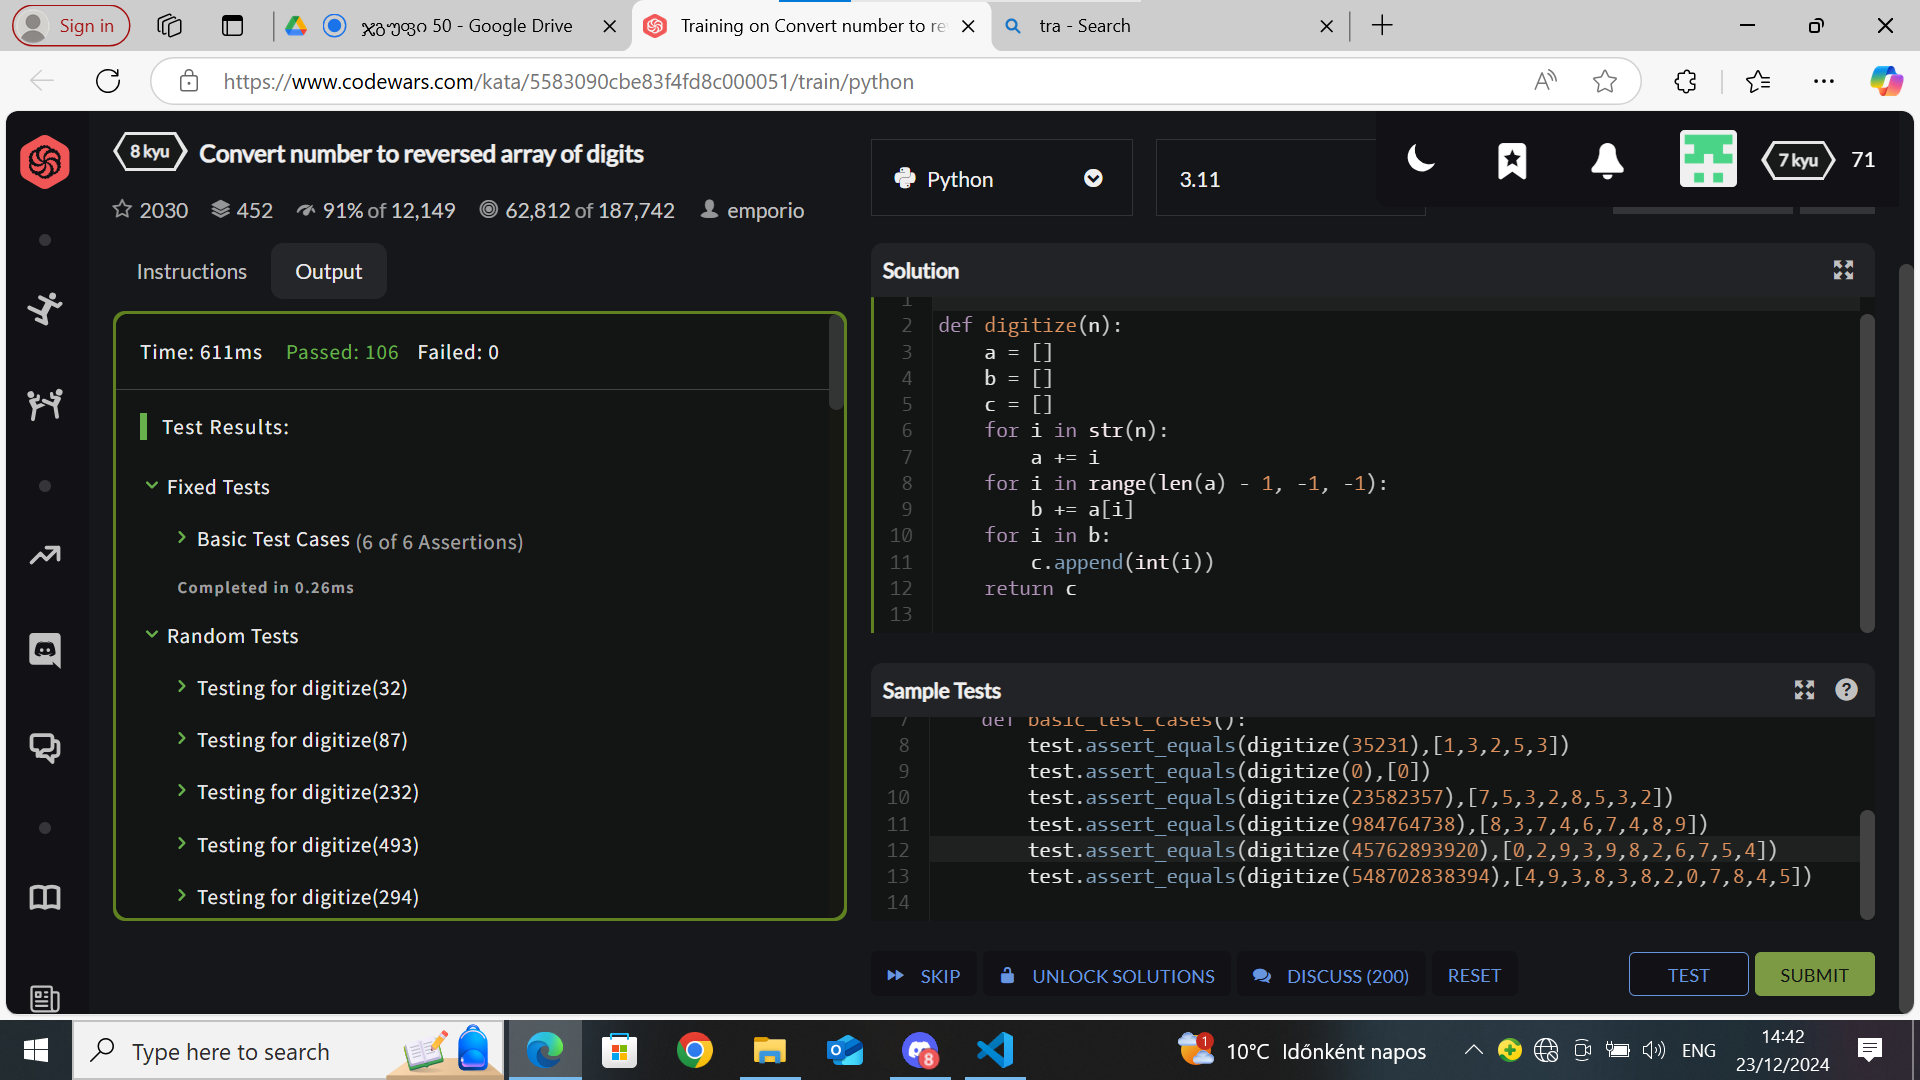 Sign in
ჯგუფი 50 - Google Drive
Training on Convert number to re
tra - Search
https://www.codewars.com/kata/5583090cbe83f4fd8c000051/train/python
8 kyu
Convert number to reversed array of digits
2030
452
91% of 12,149
62,812 of 187,742
emporio
Python
3.11
7 kyu
71
Instructions
Output
Time: 611ms Passed: 106 Failed: 0
Test Results:
Fixed Tests
Basic Test Cases (6 of 6 Assertions)
Completed in 0.26ms
Random Tests
Testing for digitize(32)
Testing for digitize(87)
Testing for digitize(232)
Testing for digitize(493)
Testing for digitize(294)
Solution
1
2 def digitize(n):
3     a = []
4     b = []
5     c = []
6     for i in str(n):
7         a += i
8     for i in range(len(a) - 1, -1, -1):
9         b += a[i]
10     for i in b:
11         c.append(int(i))
12     return c
13
Sample Tests
7     def basic_test_cases():
8         test.assert_equals(digitize(35231),[1,3,2,5,3])
9         test.assert_equals(digitize(0),[0])
10         test.assert_equals(digitize(23582357),[7,5,3,2,8,5,3,2])
11         test.assert_equals(digitize(984764738),[8,3,7,4,6,7,4,8,9])
12         test.assert_equals(digitize(45762893920),[0,2,9,3,9,8,2,6,7,5,4])
13         test.assert_equals(digitize(548702838394),[4,9,3,8,3,8,2,0,7,8,4,5])
14
SKIP
UNLOCK SOLUTIONS
DISCUSS (200)
RESET
TEST
SUBMIT
Type here to search
8
1
10°C Időnként napos
ENG
14:42
23/12/2024